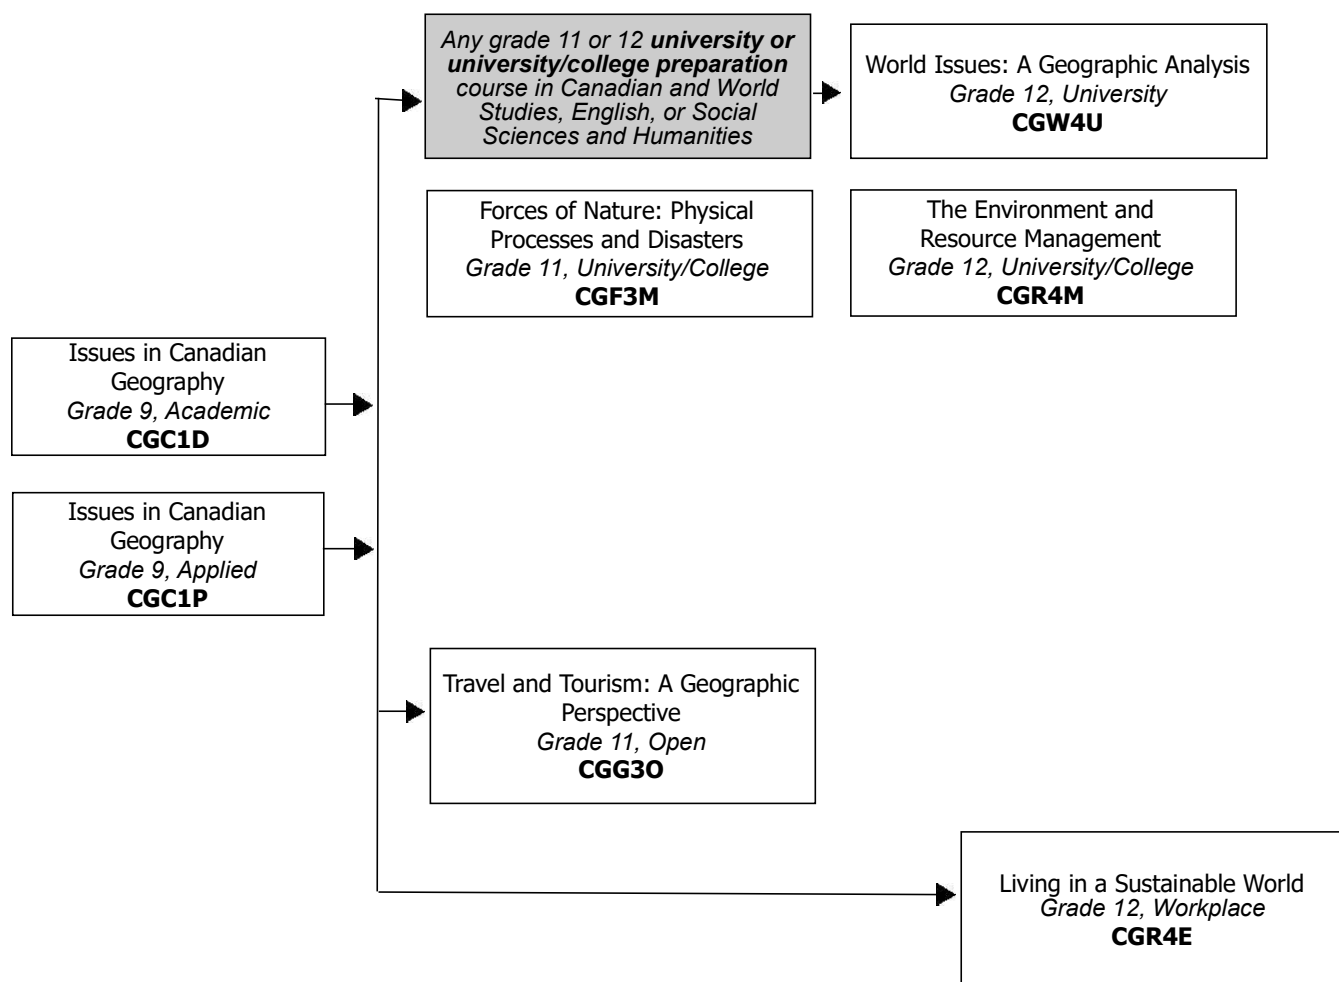 Any grade 11 or 12 university or
university/college preparation
course in Canadian and World
Studies, English, or Social
Sciences and Humanities
World Issues: A Geographic Analysis
Grade 12, University
CGW4U
Forces of Nature: Physical
Processes and Disasters
Grade 11, University/College
CGF3M
The Environment and
Resource Management
Grade 12, University/College
CGR4M
Issues in Canadian
Geography
Grade 9, Academic
CGC1D
Issues in Canadian
Geography
Grade 9, Applied
CGC1P
Travel and Tourism: A Geographic
Perspective
Grade 11, Open
CGG3O
Living in a Sustainable World
Grade 12, Workplace
CGR4E